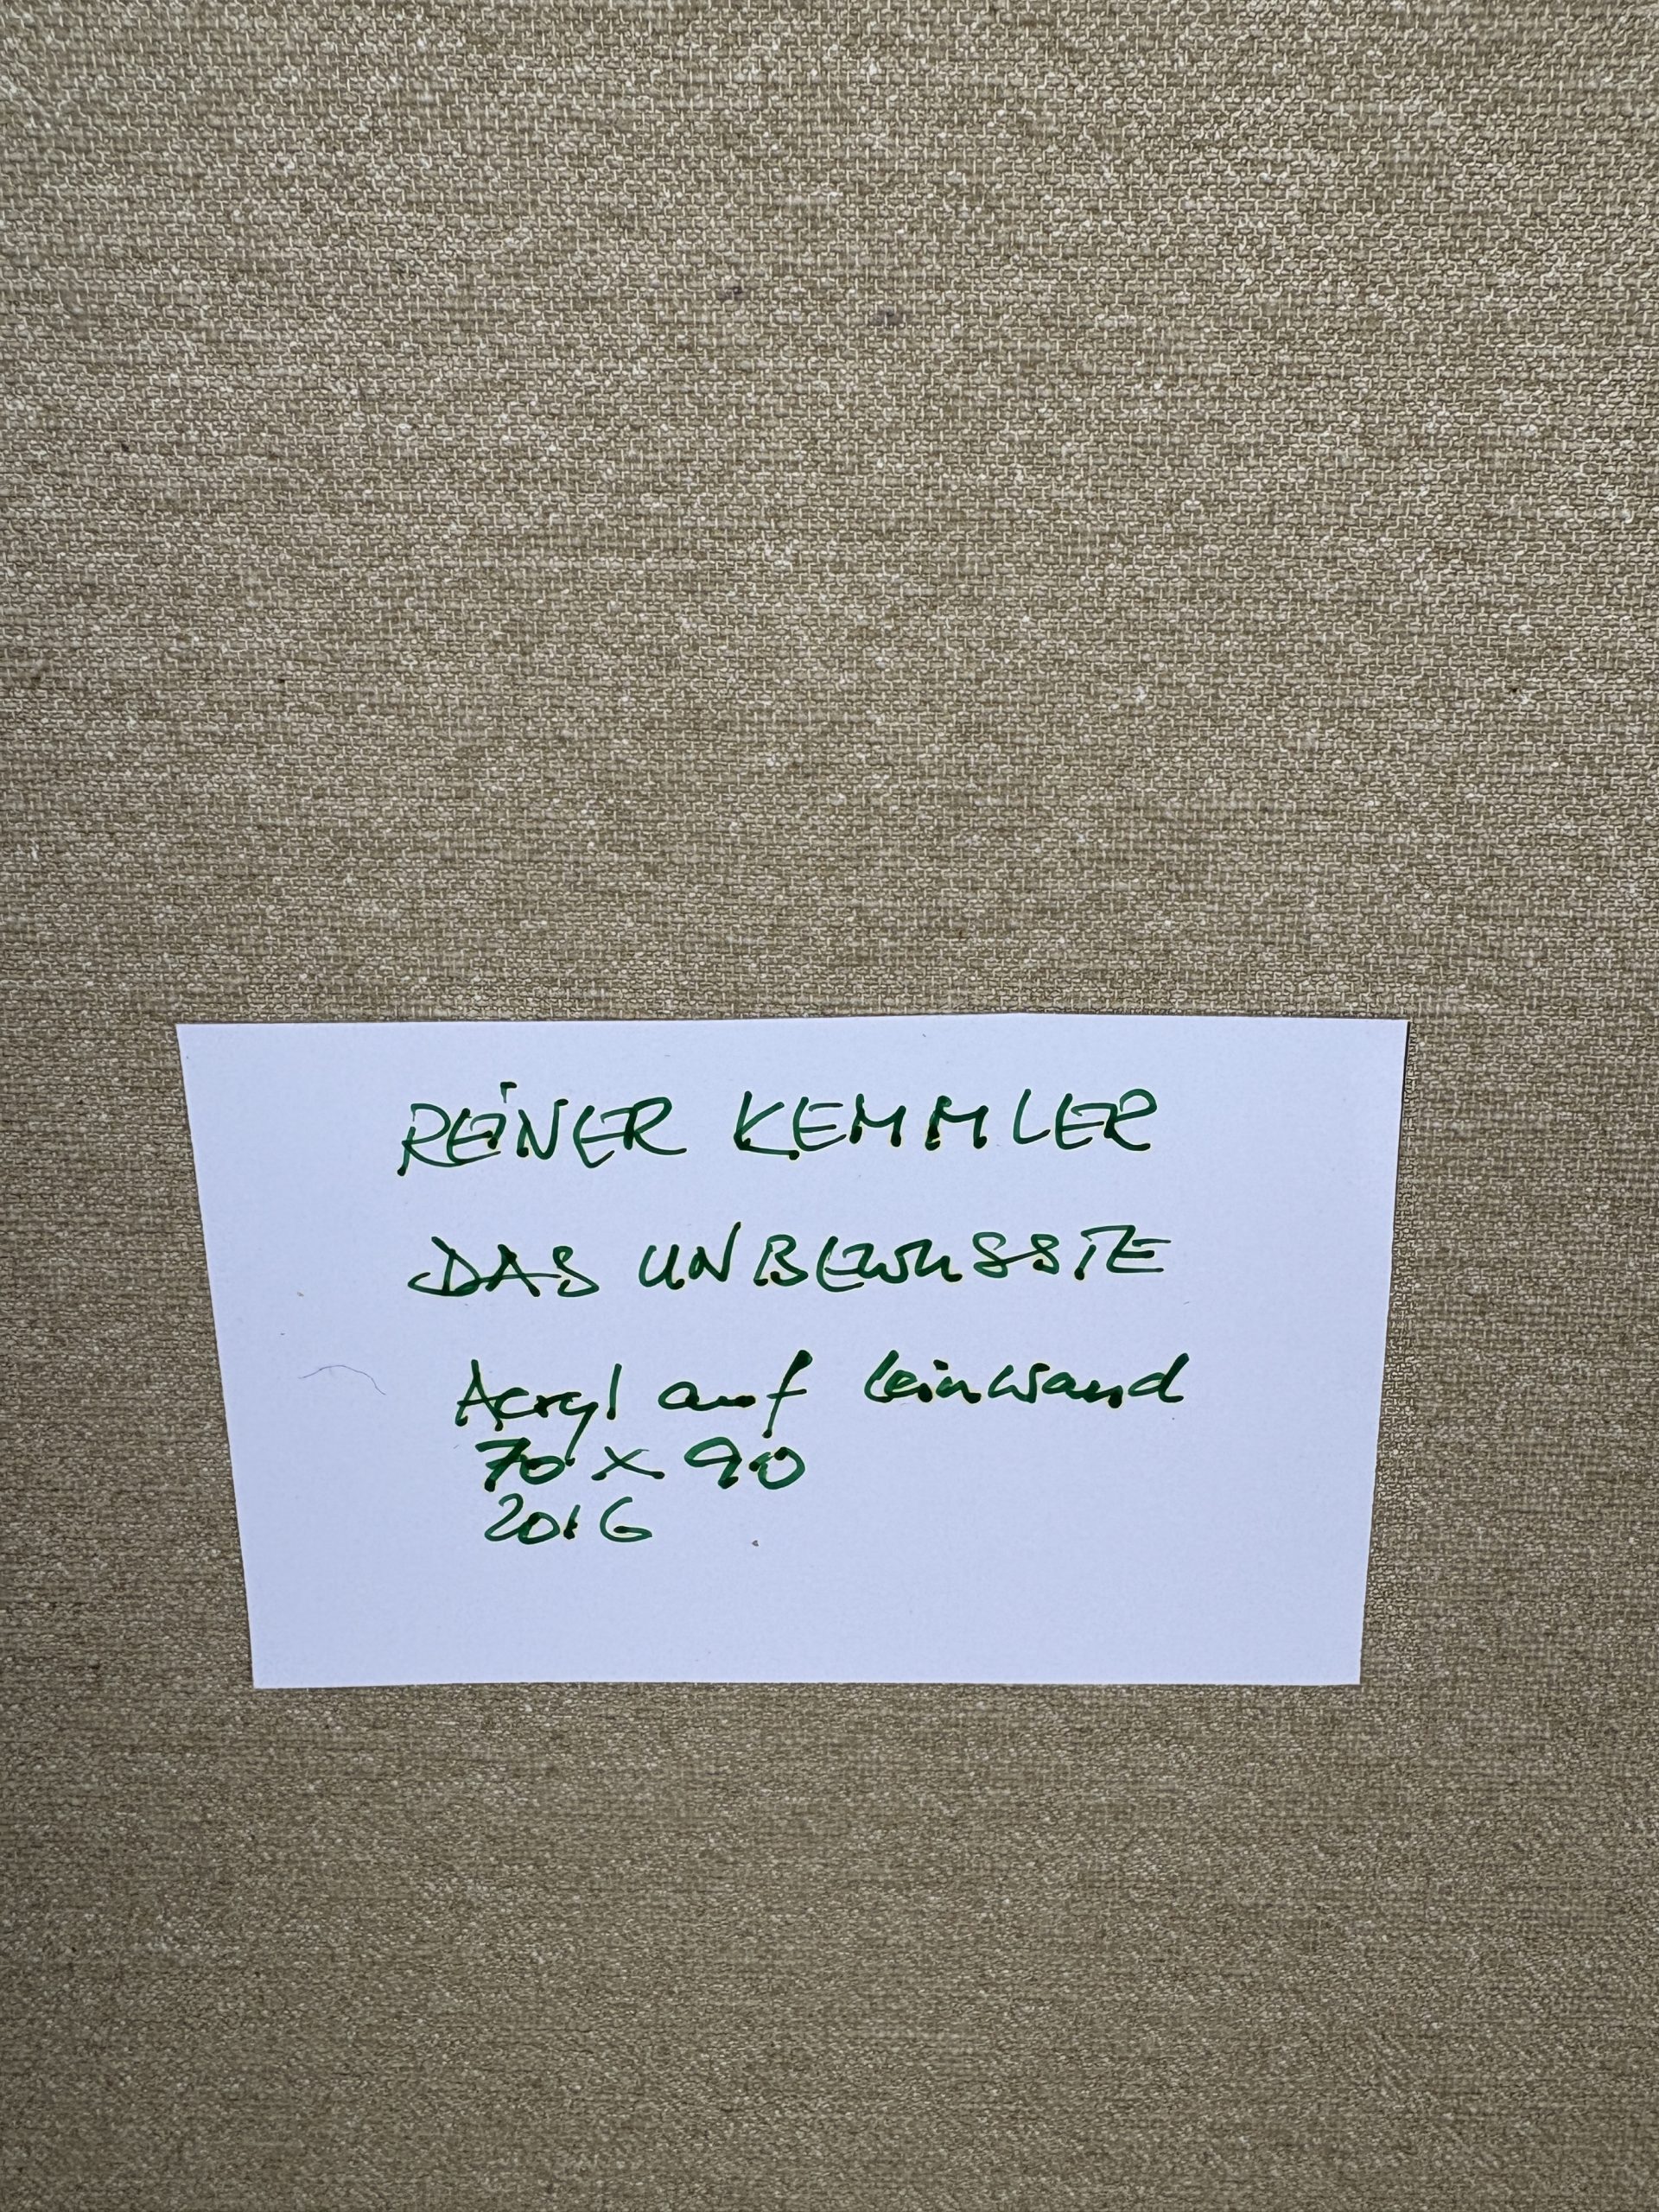 REINER KEMMLER
DAS UNBEWUSSTE
Acryl auf Leinwand
70 x 90
2016